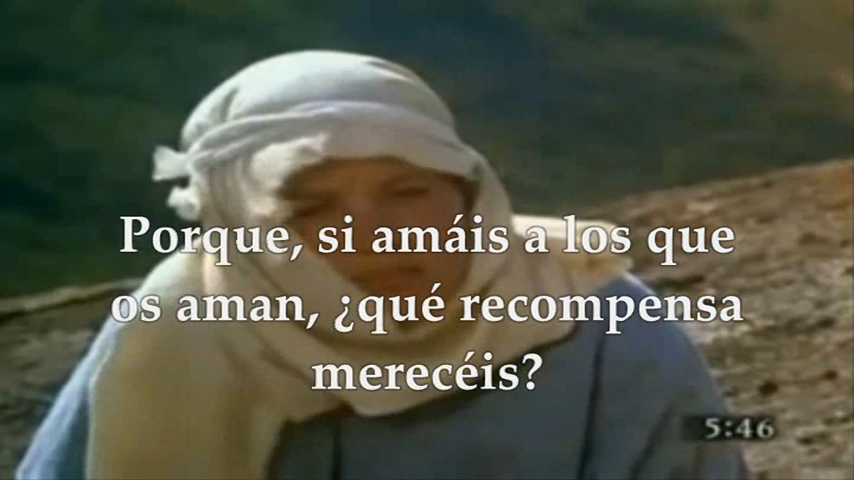 Porque, si amáis a los que
os aman, ¿qué recompensa
merecéis?
5:46